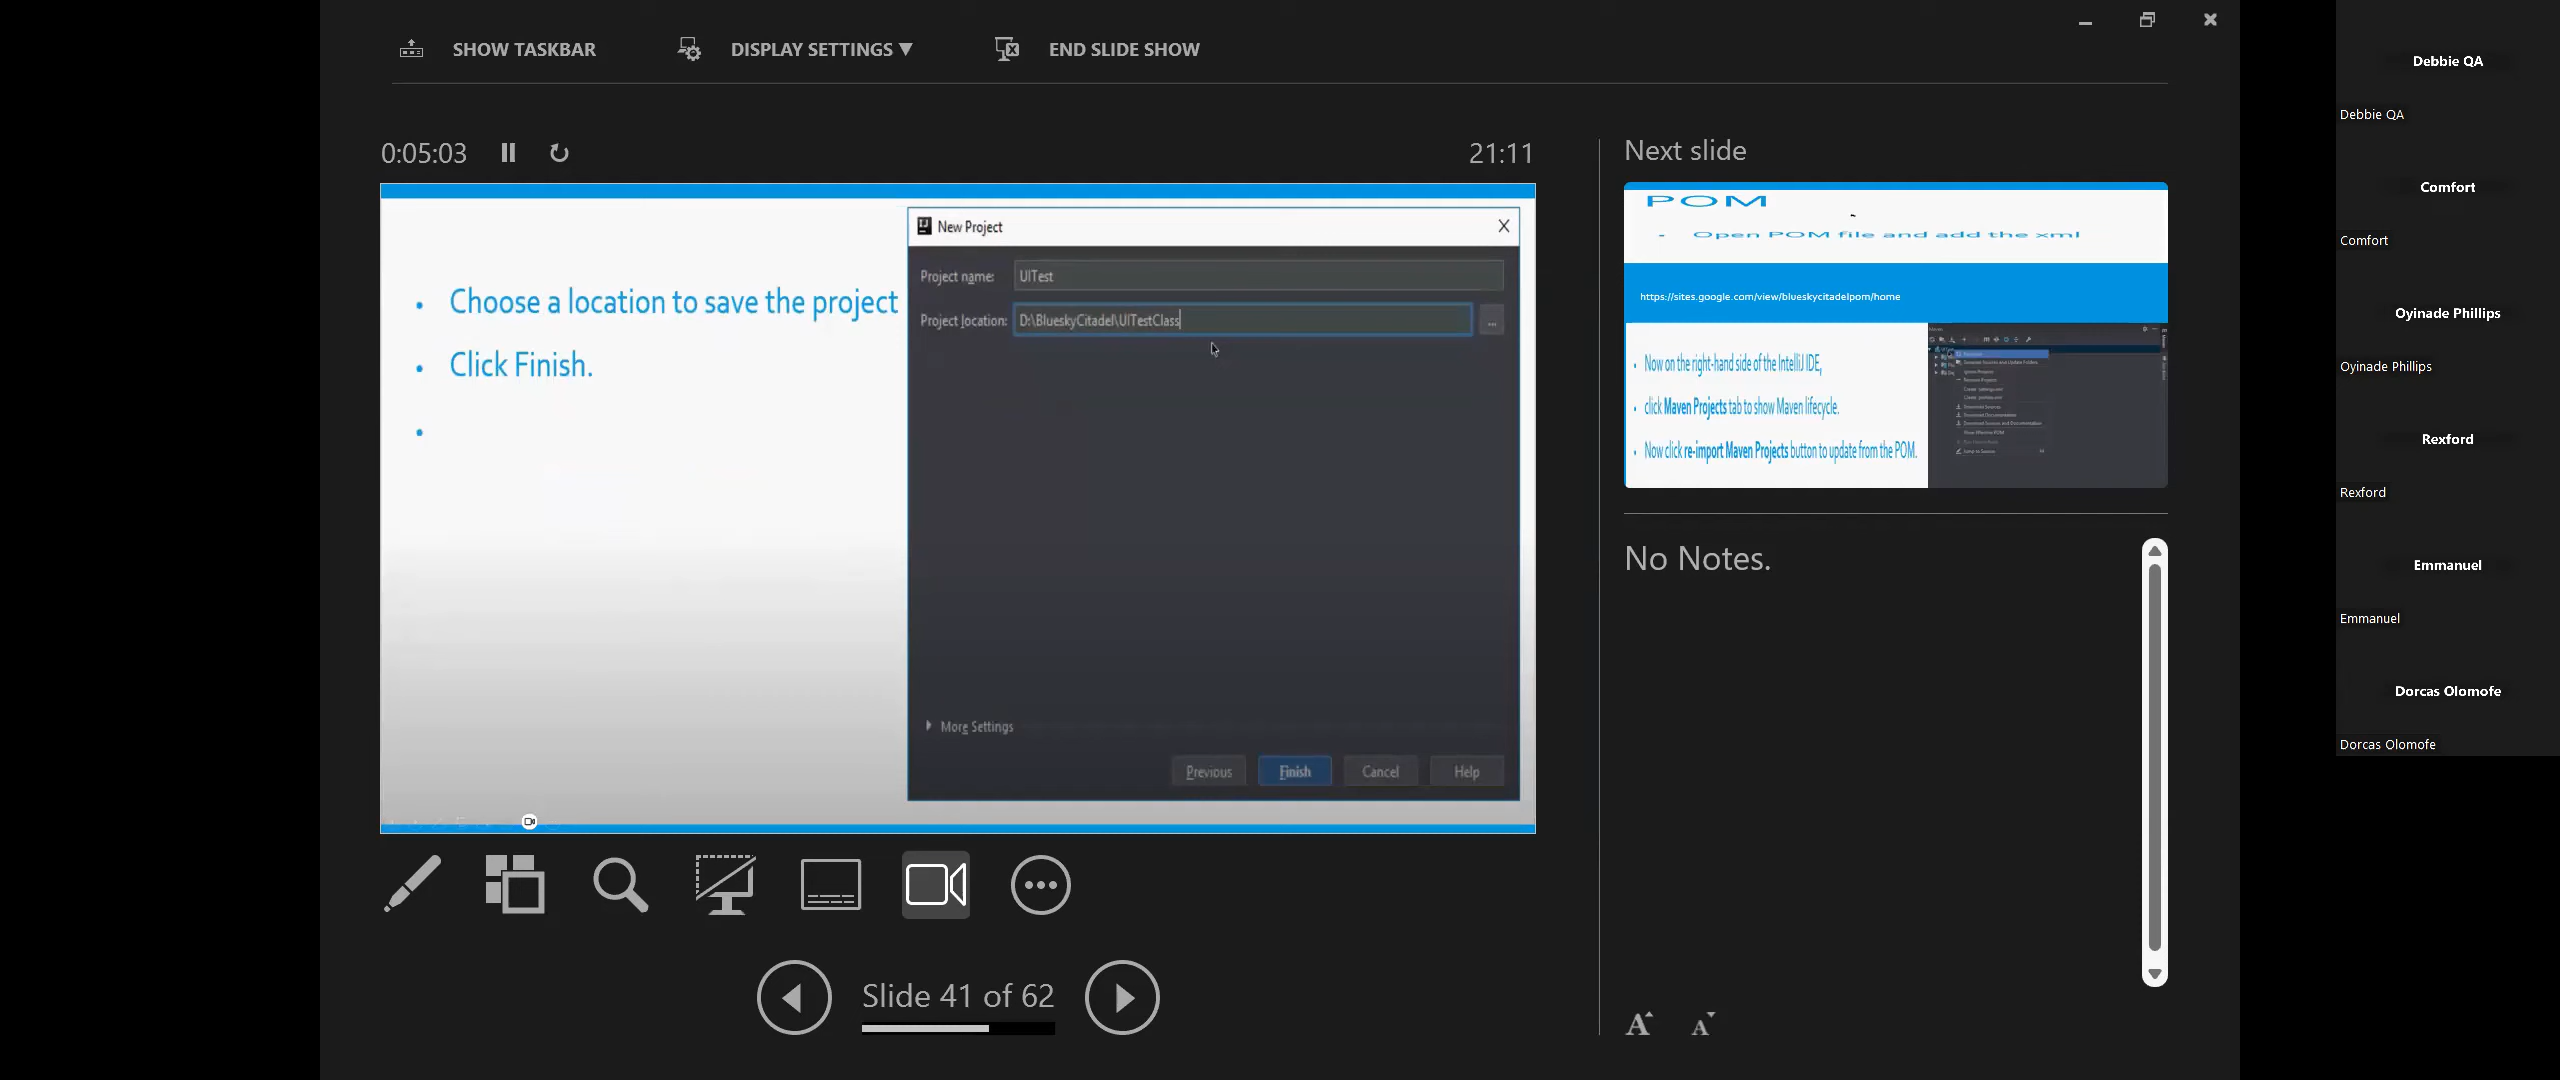 SHOW TASKBAR
DISPLAY SETTINGS ▼
END SLIDE SHOW
0:05:03
21:11
• Choose a location to save the project
• Click Finish.
•
New Project
Project name:
UITest
Project location:
D:\BlueskyCitadel\UITestClass
...
More Settings
Previous
Finish
Cancel
Help
Slide 41 of 62
Next slide
POM
• Open POM file and add the xml
https://sites.google.com/view/blueskycitadelpom/home
• Now on the right-hand side of the IntelliJ IDE,
• click Maven Projects tab to show Maven lifecycle.
• Now click re-import Maven Projects button to update from the POM.
No Notes.
A
A
Debbie QA
Debbie QA
Comfort
Comfort
Oyinade Phillips
Oyinade Phillips
Rexford
Rexford
Emmanuel
Emmanuel
Dorcas Olomofe
Dorcas Olomofe